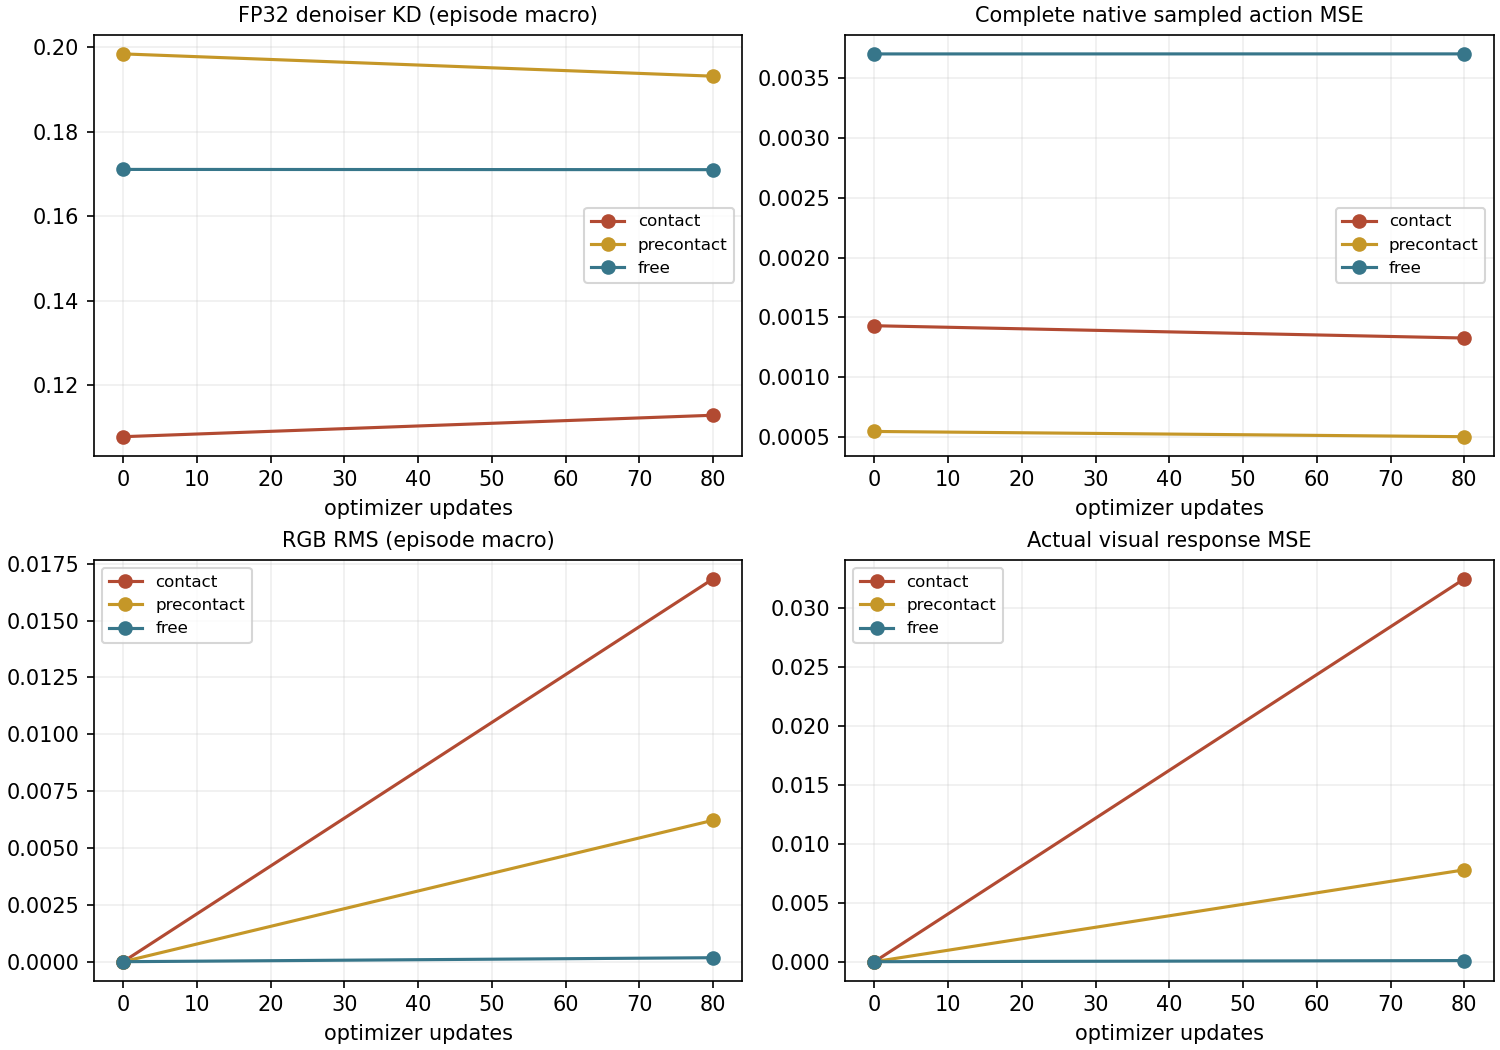 FP32 denoiser KD (episode macro)
0.20
0.18
0.16
0.14
0.12
contact
precontact
free
0 10 20 30 40 50 60 70 80
optimizer updates
Complete native sampled action MSE
0.0035
0.0030
0.0025
0.0020
0.0015
0.0010
0.0005
contact
precontact
free
0 10 20 30 40 50 60 70 80
optimizer updates
RGB RMS (episode macro)
0.0175
0.0150
0.0125
0.0100
0.0075
0.0050
0.0025
0.0000
contact
precontact
free
0 10 20 30 40 50 60 70 80
optimizer updates
Actual visual response MSE
0.030
0.025
0.020
0.015
0.010
0.005
0.000
contact
precontact
free
0 10 20 30 40 50 60 70 80
optimizer updates